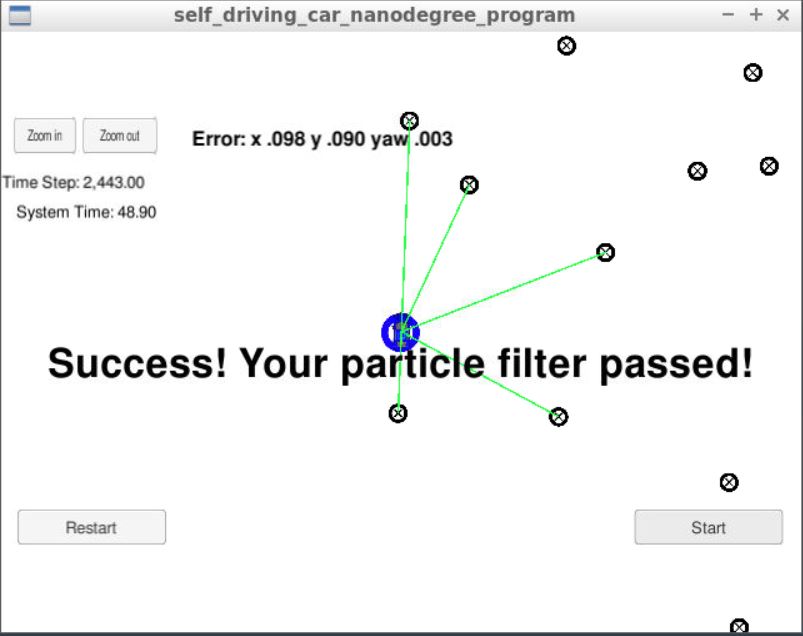 self_driving_car_nanodegree_program
Zoom in
Zoom out
Error: x .098 y .090 yaw .003
Time Step: 2,443.00
System Time: 48.90
Success! Your particle filter passed!
Restart
Start